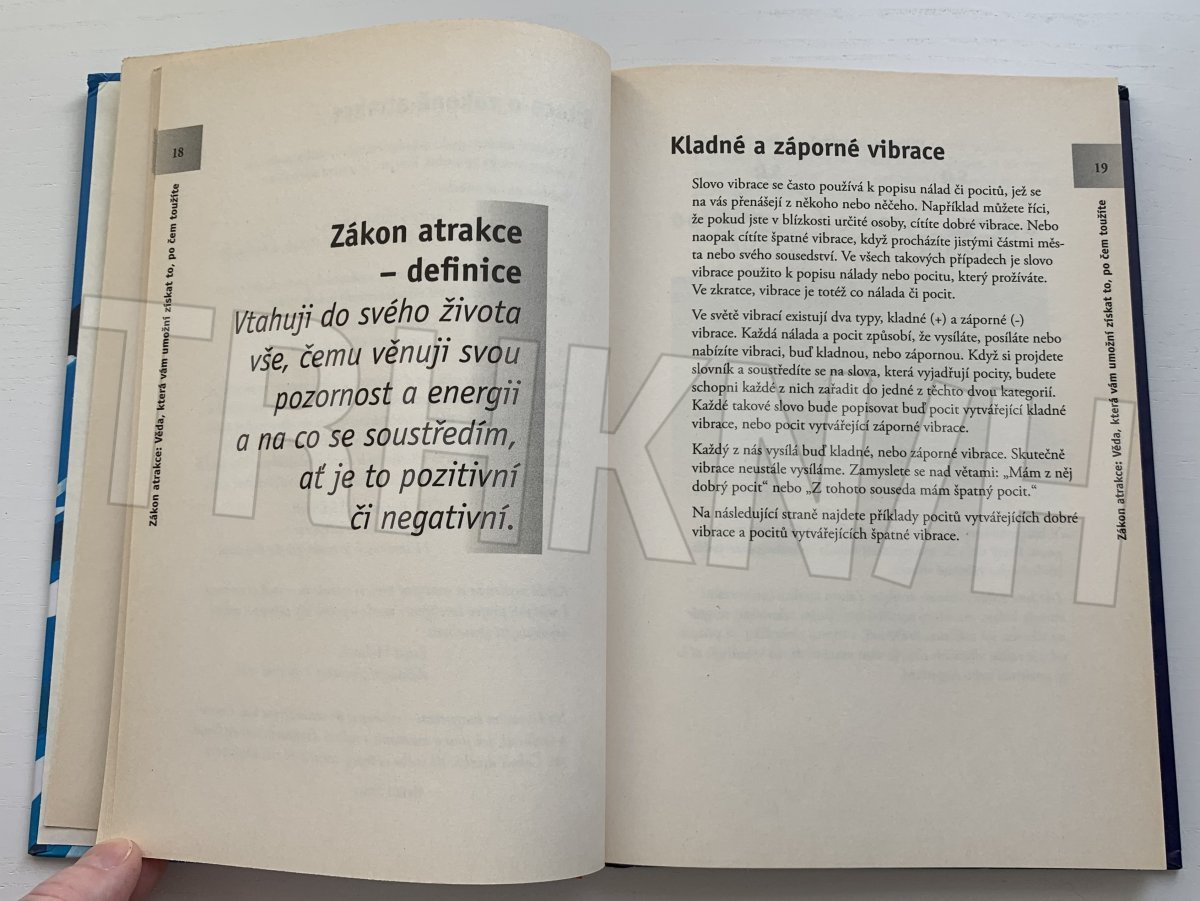 18
Zákon atrakce: Věda, která vám umožní získat to, po čem toužíte
Zákon atrakce
– definice
Vtahuji do svého života
vše, čemu věnuji svou
pozornost a energii
a na co se soustředím,
ať je to pozitivní
či negativní.
Kladné a záporné vibrace
19
Slovo vibrace se často používá k popisu nálad či pocitů, jež se
na vás přenášejí z někoho nebo něčeho. Například můžete říci,
že pokud jste v blízkosti určité osoby, cítíte dobré vibrace. Nebo
naopak cítíte špatné vibrace, když procházíte jistými částmi měs-
ta nebo svého sousedství. Ve všech takových případech je slovo
vibrace použito k popisu nálady nebo pocitu, který prožíváte.
Ve zkratce, vibrace je totéž co nálada či pocit.
Ve světě vibrací existují dva typy, kladné (+) a záporné (-)
vibrace. Každá nálada a pocit způsobí, že vysíláte, posíláte nebo
nabízíte vibraci, buď kladnou, nebo zápornou. Když si projdete
slovník a soustředíte se na slova, která vyjadřují pocity, budete
schopni každé z nich zařadit do jedné z těchto dvou kategorií.
Každé takové slovo bude popisovat buď pocit vytvářející kladné
vibrace, nebo pocit vytvářející záporné vibrace.
Každý z nás vysílá buď kladné, nebo záporné vibrace. Skutečně
vibrace neustále vysíláme. Zamyslete se nad větami: „Mám z něj
dobrý pocit“ nebo „Z tohoto souseda mám špatný pocit.“
Na následující straně najdete příklady pocitů vytvářejících dobré
vibrace a pocitů vytvářejících špatné vibrace.
Zákon atrakce: Věda, která vám umožní získat to, po čem toužíte
TRHKNIH